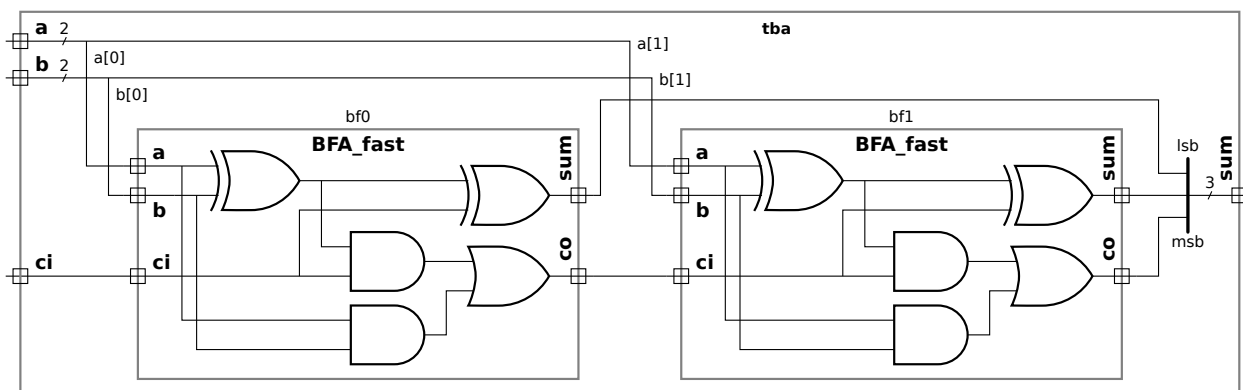 a 2
tba
a[0]
a[1]
b 2
b[0]
b[1]
bf0
bf1
BFA_fast
BFA_fast
a
sum
a
sum
lsb
sum
b
b
3
msb
ci
ci
co
ci
co